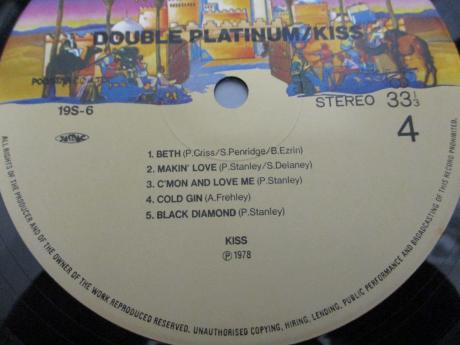 DOUBLE PLATINUM/KISS
19S-6
STEREO 33 1/3
4
1. BETH (P.Criss/S.Penridge/B.Ezrin)
2. MAKIN' LOVE (P.Stanley/S.Delaney)
3. C'MON AND LOVE ME (P.Stanley)
4. COLD GIN (A.Frehley)
5. BLACK DIAMOND (P.Stanley)
KISS
Ⓟ 1978
ALL RIGHTS OF THE PRODUCER AND OF THE OWNER OF THE WORK REPRODUCED RESERVED. UNAUTHORISED COPYING, HIRING, LENDING, PUBLIC PERFORMANCE AND BROADCASTING OF THIS RECORD PROHIBITED.